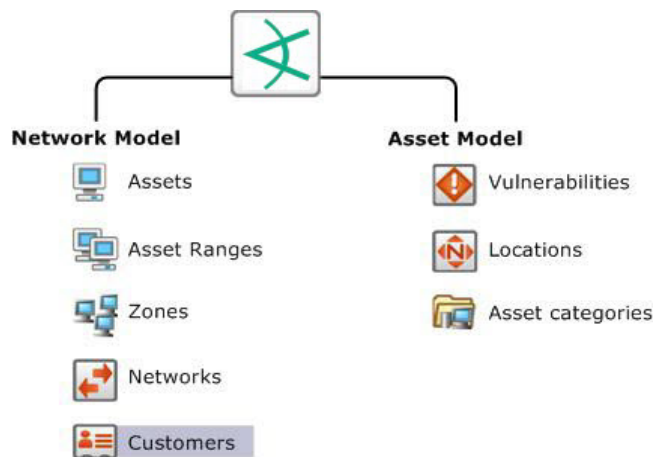 Network Model
Assets
Asset Ranges
Zones
Networks
Customers
Asset Model
Vulnerabilities
Locations
Asset categories